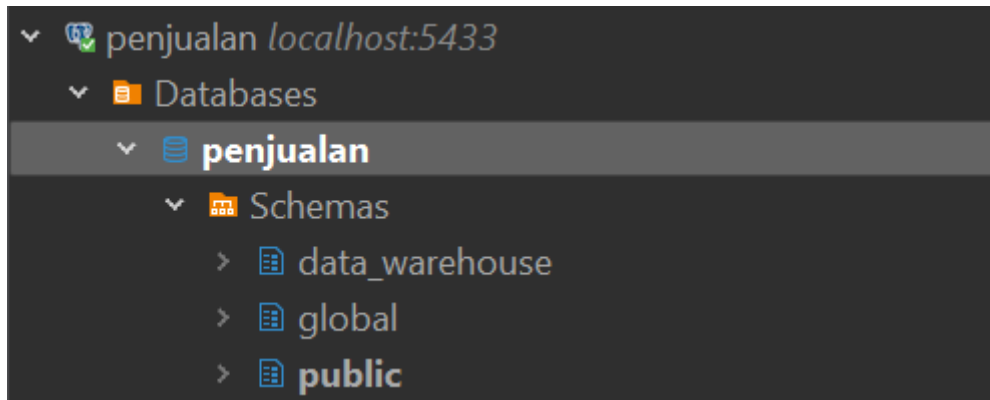 penjualan localhost:5433
Databases
penjualan
Schemas
data_warehouse
global
public